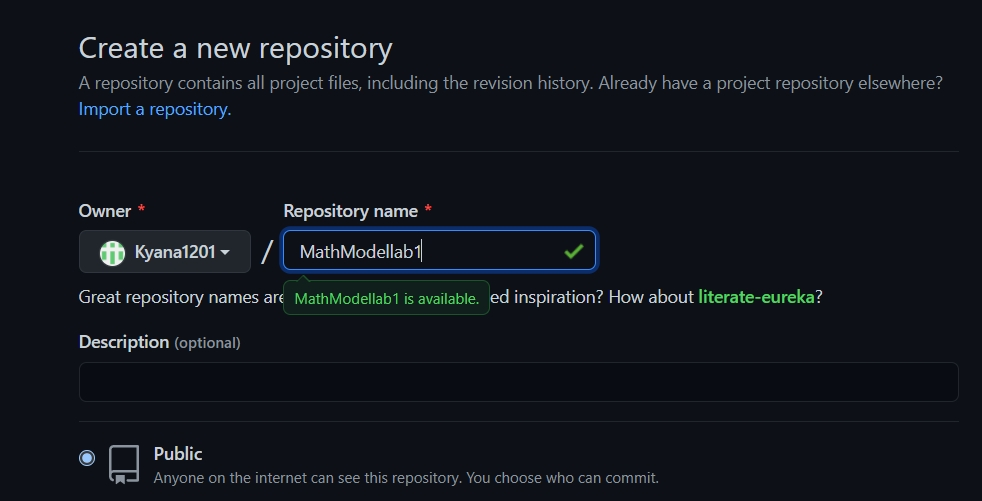 Create a new repository
A repository contains all project files, including the revision history. Already have a project repository elsewhere?
Import a repository.
Owner * Repository name *
Kyana1201 / MathModellab1
Great repository names are ed inspiration? How about literate-eureka?
MathModellab1 is available.
Description (optional)
Public
Anyone on the internet can see this repository. You choose who can commit.